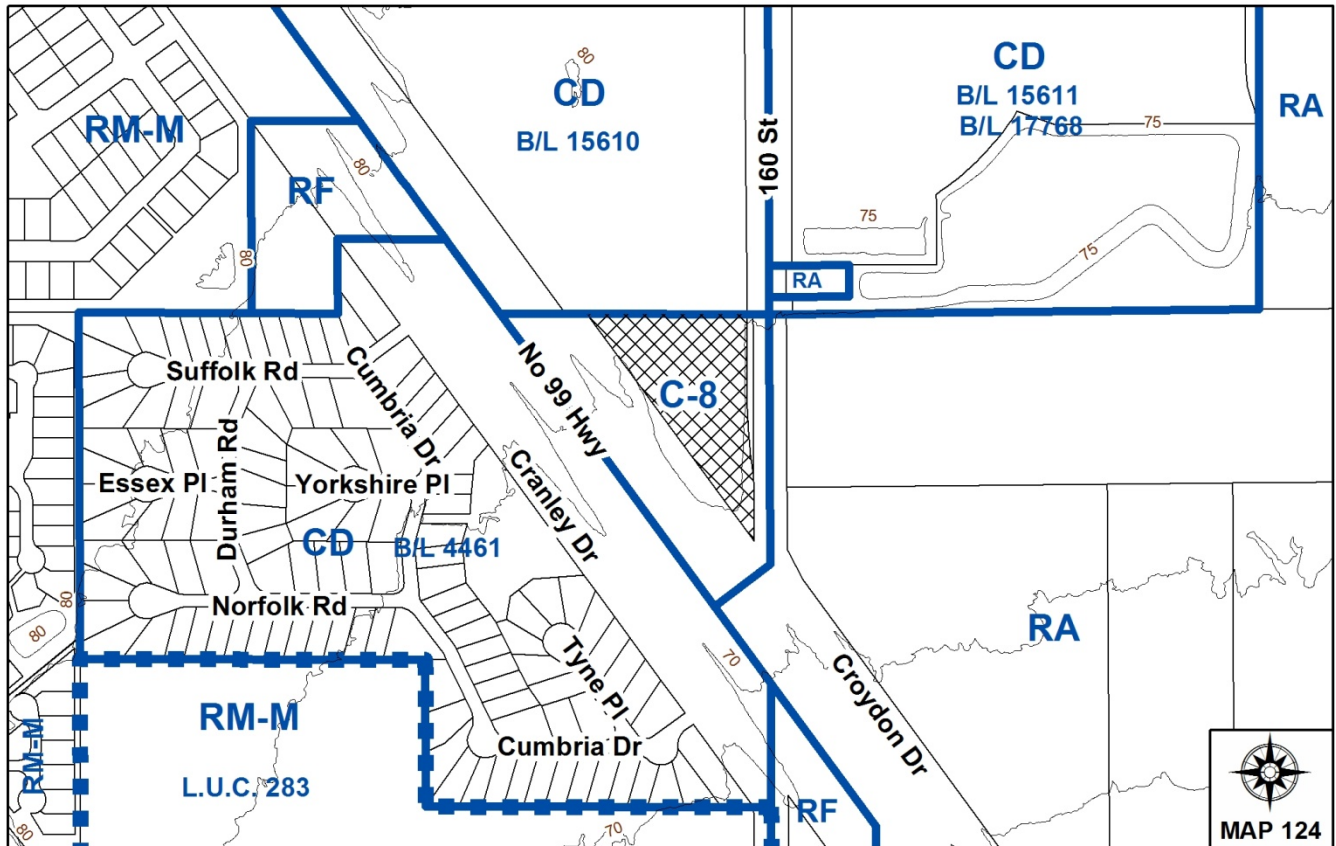 80
CD
B/L 15610
CD
B/L 15611
B/L 17768
75
RA
RM-M
RF
80
80
160 St
75
75
RA
Suffolk Rd
Cumbria Dr
No 99 Hwy
C-8
Durham Rd
Essex Pl
Yorkshire Pl
Cranley Dr
CD
B/L 4461
Norfolk Rd
80
80
Tyne Pl
RA
70
Croydon Dr
RM-M
RM-M
L.U.C. 283
Cumbria Dr
RF
70
80
MAP 124